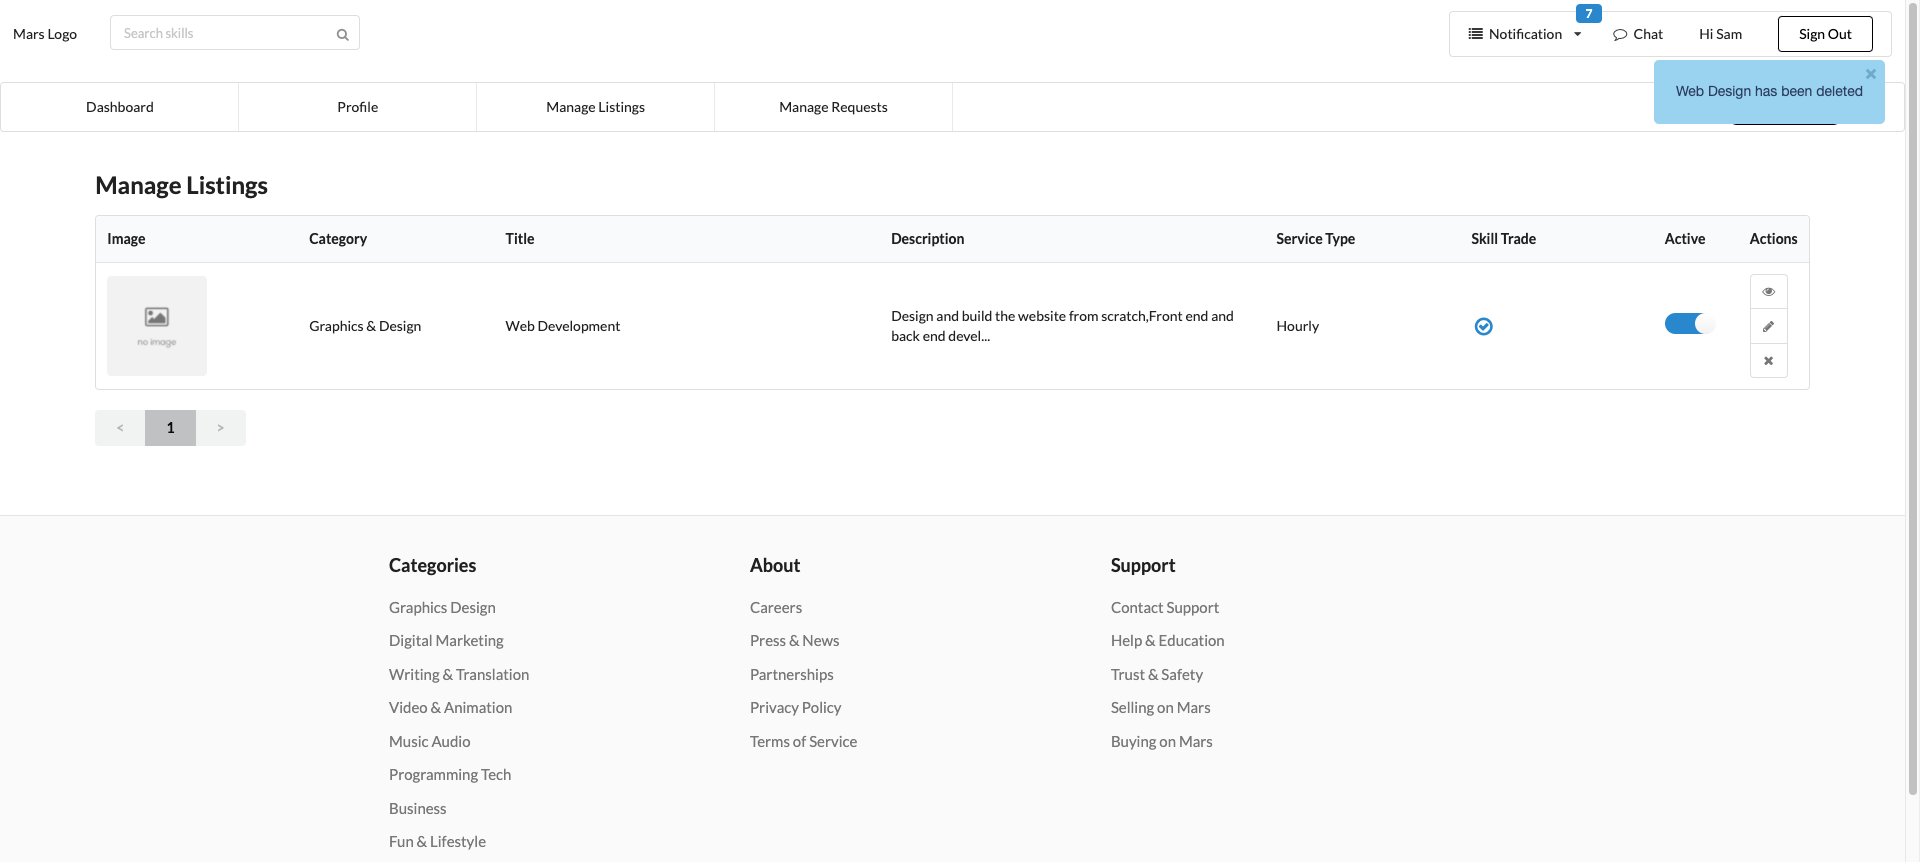 Mars Logo
Search skills
7
Notification
Chat
Hi Sam
Sign Out
Web Design has been deleted
Dashboard
Profile
Manage Listings
Manage Requests
Manage Listings
Image
Category
Title
Description
Service Type
Skill Trade
Active
Actions
no image
Graphics & Design
Web Development
Design and build the website from scratch,Front end and
back end devel...
Hourly
<
1
>
Categories
Graphics Design
Digital Marketing
Writing & Translation
Video & Animation
Music Audio
Programming Tech
Business
Fun & Lifestyle
About
Careers
Press & News
Partnerships
Privacy Policy
Terms of Service
Support
Contact Support
Help & Education
Trust & Safety
Selling on Mars
Buying on Mars